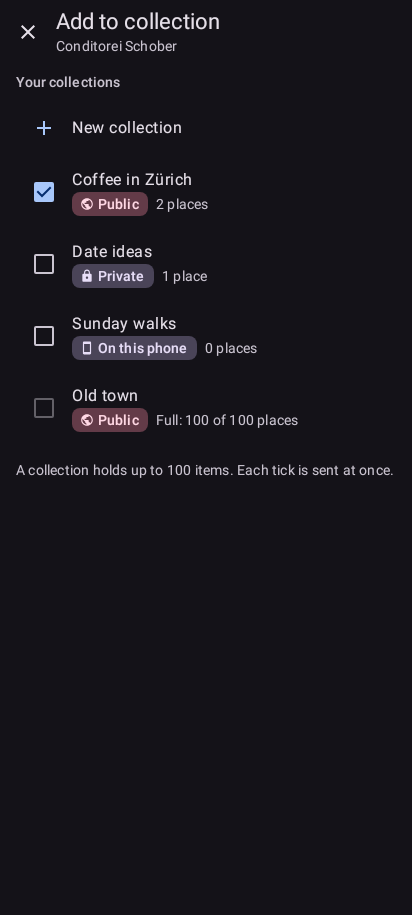 Add to collection
Conditorei Schober
Your collections
New collection
Coffee in Zürich
Public 2 places
Date ideas
Private 1 place
Sunday walks
On this phone 0 places
Old town
Public Full: 100 of 100 places
A collection holds up to 100 items. Each tick is sent at once.